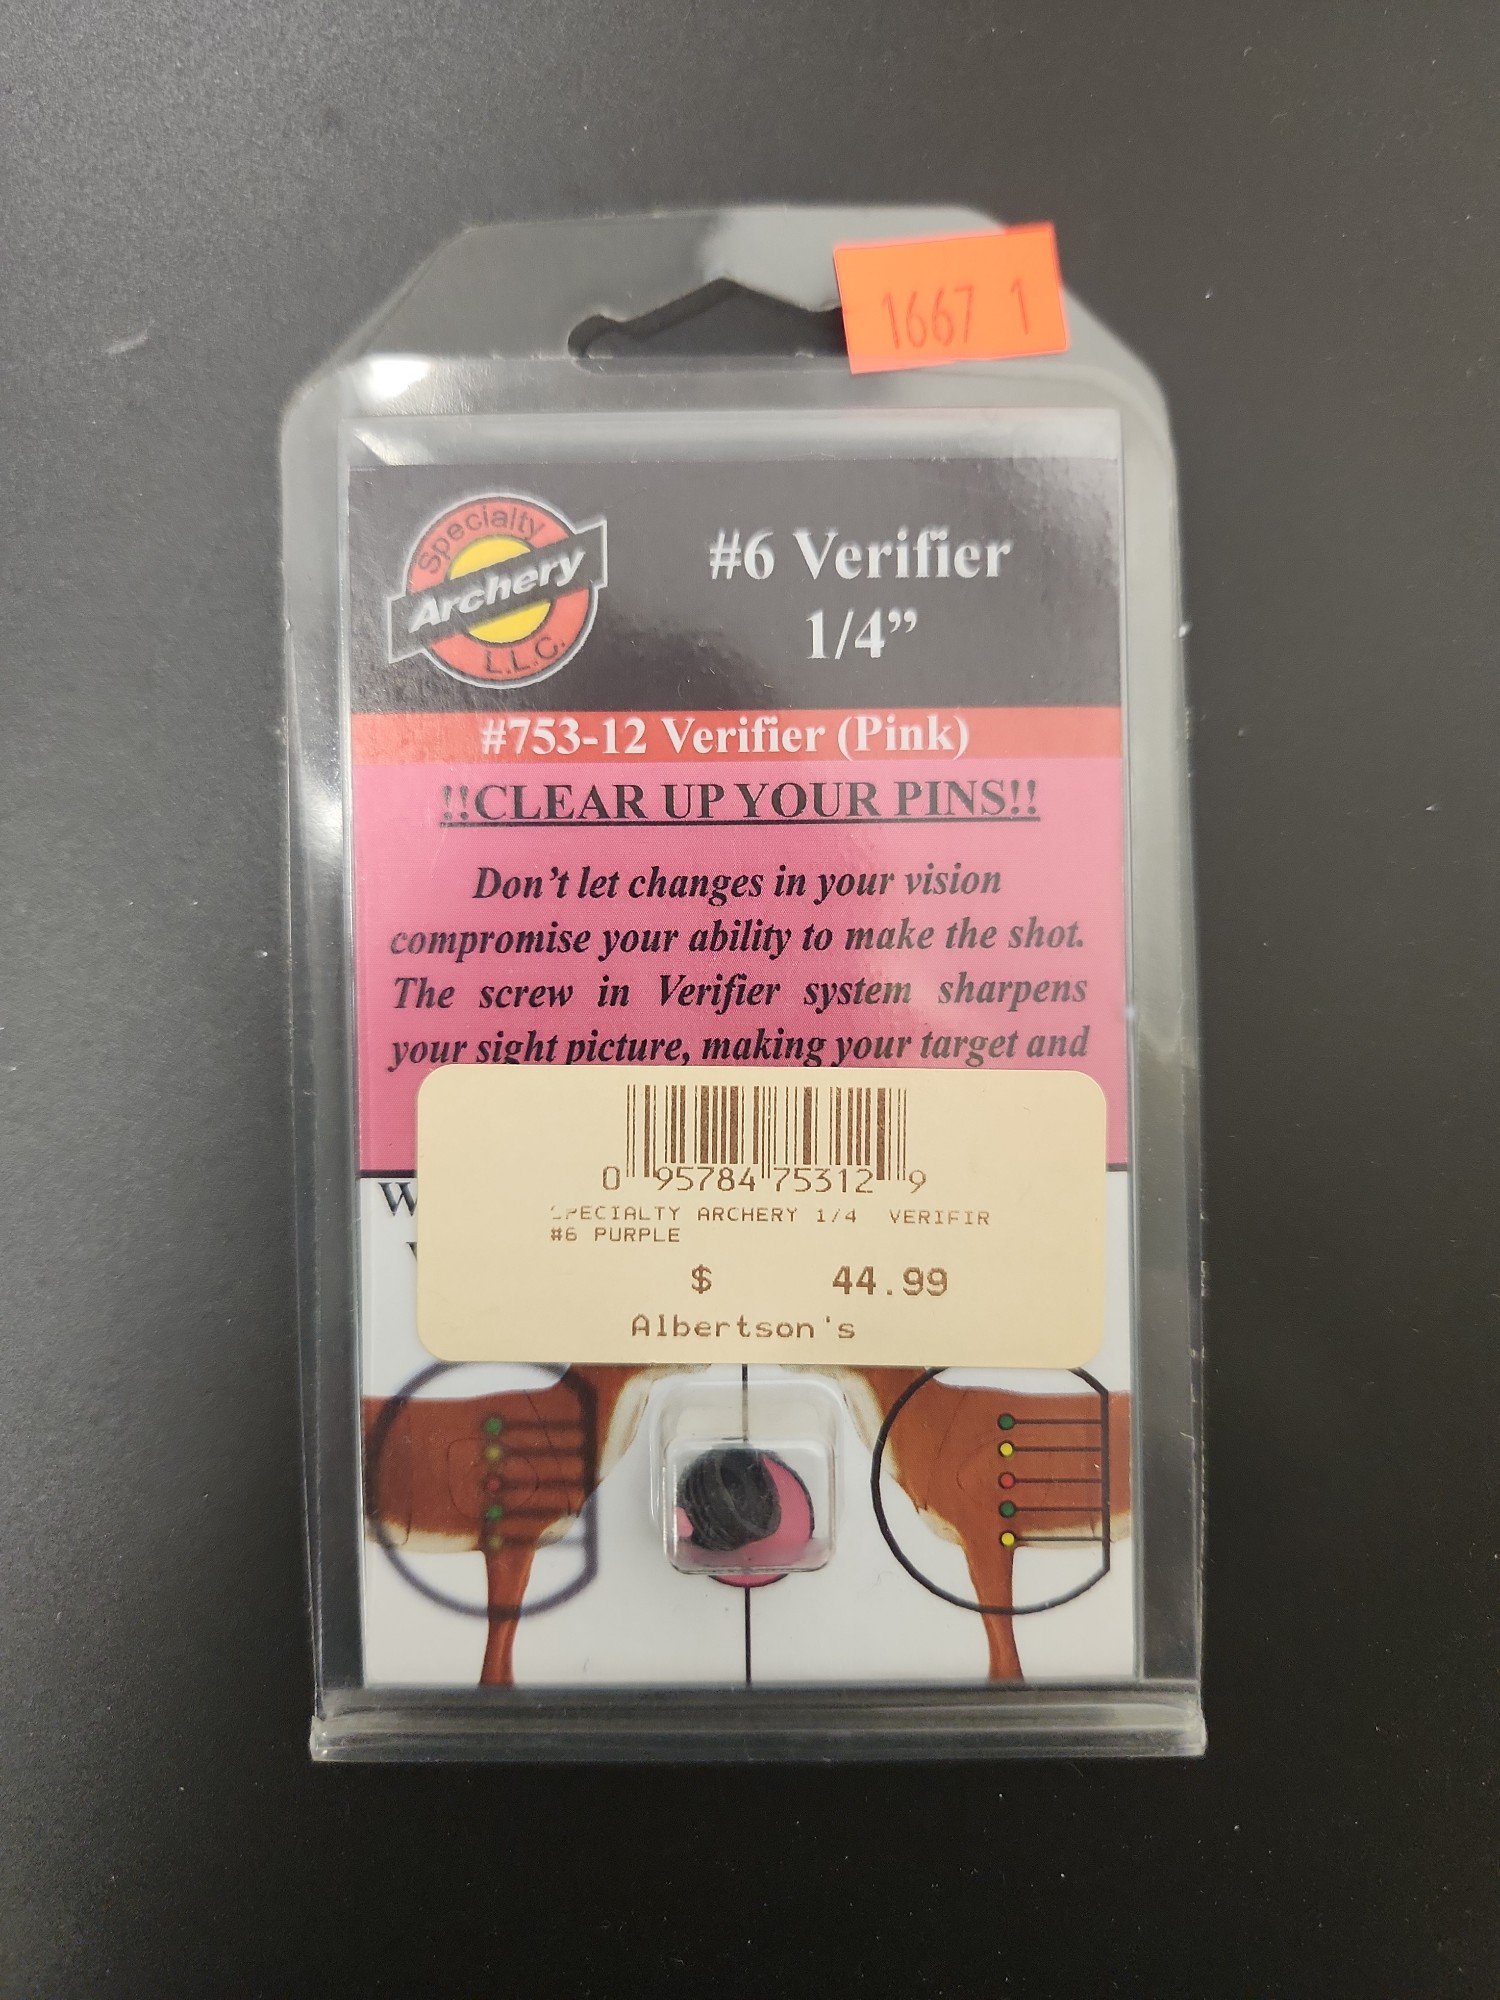 1667 1
Specialty
Archery
L.L.C.
#6 Verifier
1/4”
#753-12 Verifier (Pink)
!!CLEAR UP YOUR PINS!!
Don’t let changes in your vision
compromise your ability to make the shot.
The screw in Verifier system sharpens
your sight picture, making your target and
0 95784 75312 9
SPECIALTY ARCHERY 1/4 VERIFIR
#6 PURPLE
$ 44.99
Albertson's